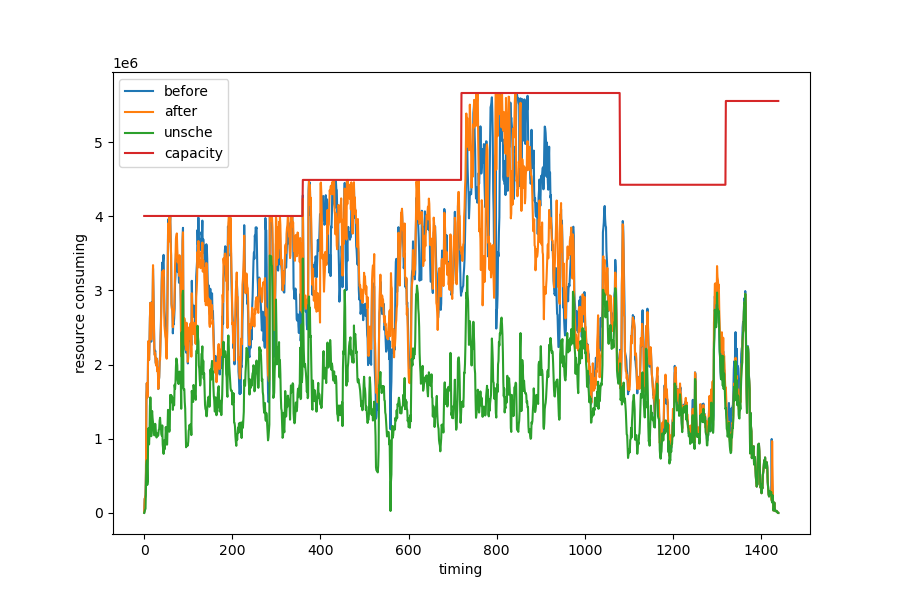 1e6
before
after
unsche
capacity
5
4
3
2
1
0
resource consuming
0 200 400 600 800 1000 1200 1400
timing